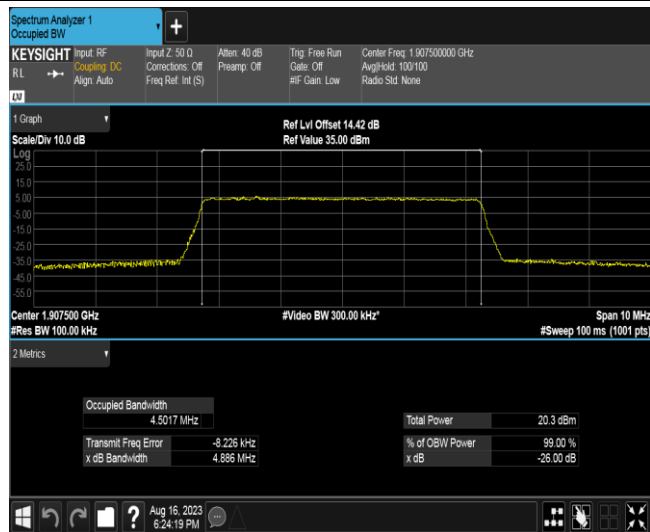 Spectrum Analyzer 1
Occupied BW
+
KEYSIGHT
RL
Input: RF
Coupling: DC
Align: Auto
Input Z: 50 Ω
Corrections: Off
Freq Ref: Int (S)
Atten: 40 dB
Preamp: Off
Trig: Free Run
Gate: Off
#IF Gain: Low
Center Freq: 1.907500000 GHz
Avg|Hold: 100/100
Radio Std: None
LXI
1 Graph
Scale/Div 10.0 dB
Ref Lvl Offset 14.42 dB
Ref Value 35.00 dBm
Log
25.0
15.0
5.00
-5.00
-15.0
-25.0
-35.0
-45.0
-55.0
Center 1.907500 GHz
#Video BW 300.00 kHz*
Span 10 MHz
#Res BW 100.00 kHz
#Sweep 100 ms (1001 pts)
2 Metrics
Occupied Bandwidth
4.5017 MHz
Total Power 20.3 dBm
Transmit Freq Error -8.226 kHz
% of OBW Power 99.00 %
x dB Bandwidth 4.886 MHz
x dB -26.00 dB
?
Aug 16, 2023
6:24:19 PM